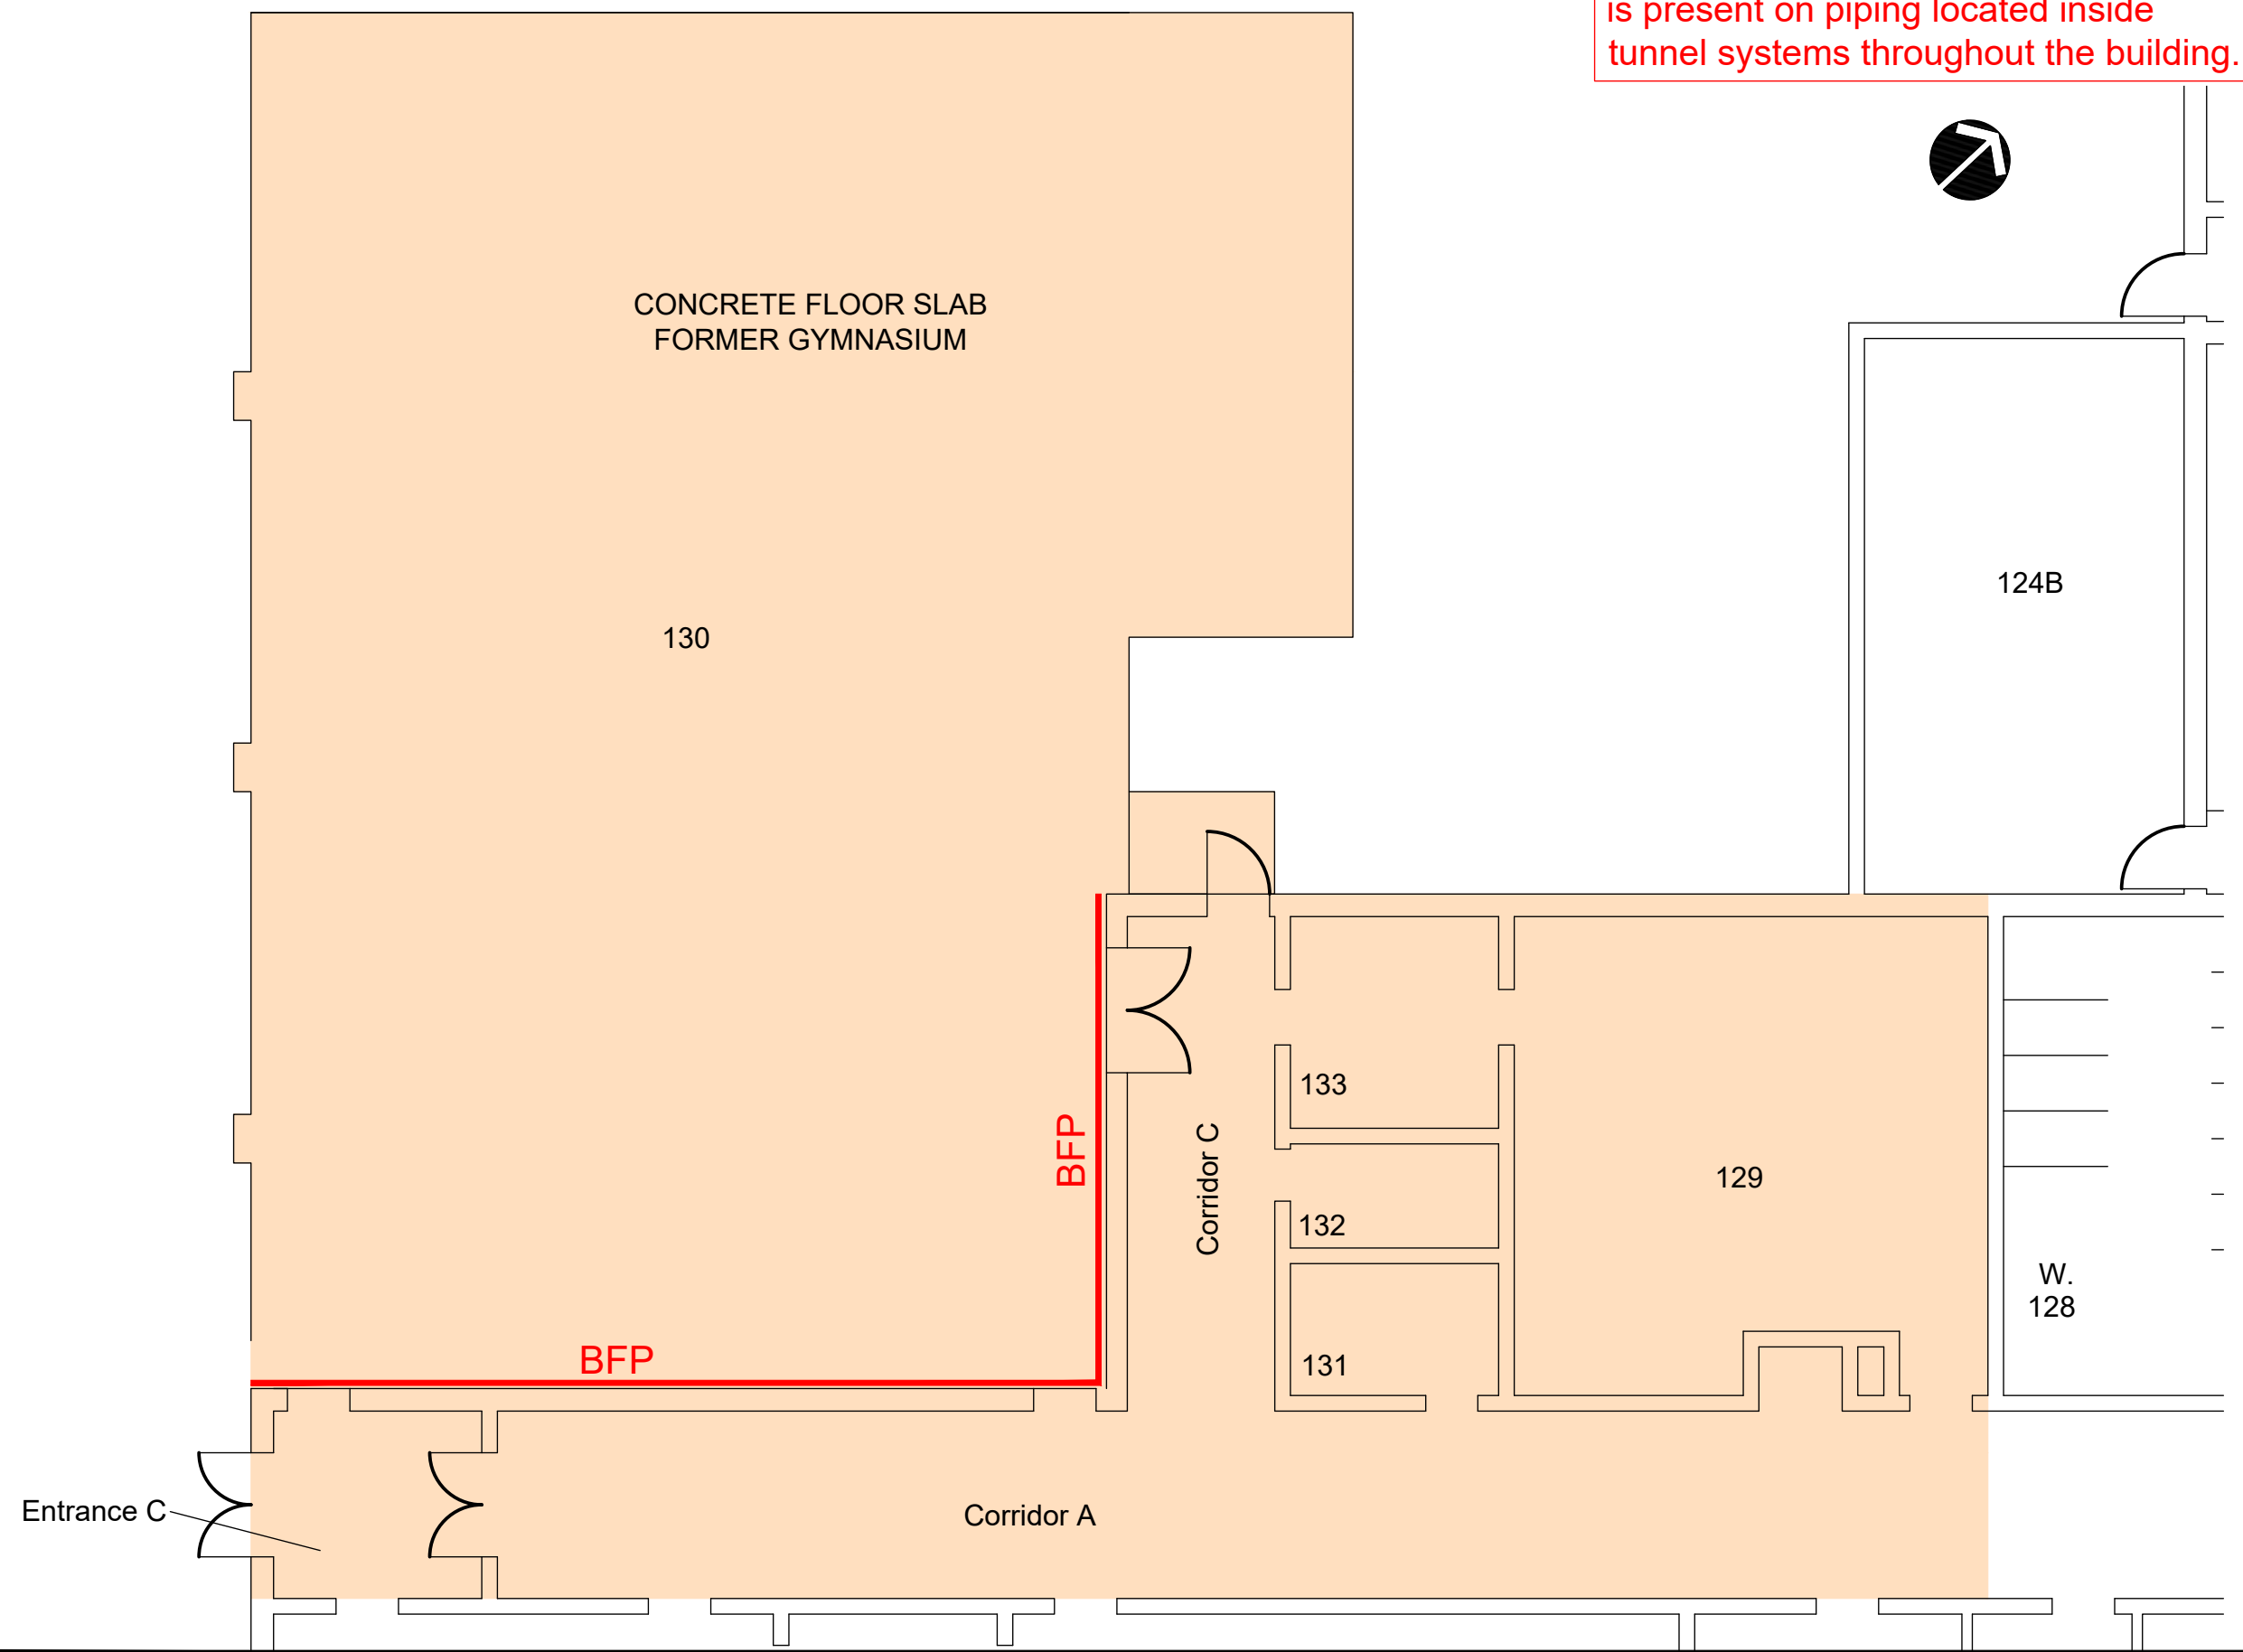 is present on piping located inside
tunnel systems throughout the building.
CONCRETE FLOOR SLAB
FORMER GYMNASIUM
124B
130
133
BFP
Corridor C
129
132
W.
128
BFP
131
Entrance C
Corridor A